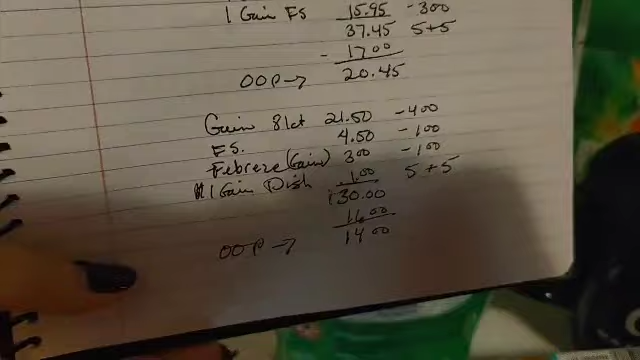 1 Gain FS 15.95 -300
37.45 5+5
- 17.00
OOP→ 20.45
Gain 81ct 21.50 -400
FS. 4.50 -100
Febreze (Gain) 3.00 -100
1 Gain Dish 1.00 5+5
30.00
16.00
OOP → 14.00